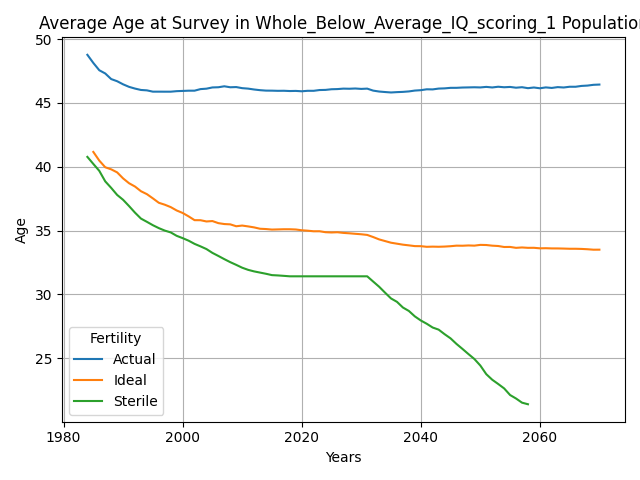 Average Age at Survey in Whole_Below_Average_IQ_scoring_1 Population
50
45
40
35
30
25
Age
Fertility
Actual
Ideal
Sterile
1980 2000 2020 2040 2060
Years